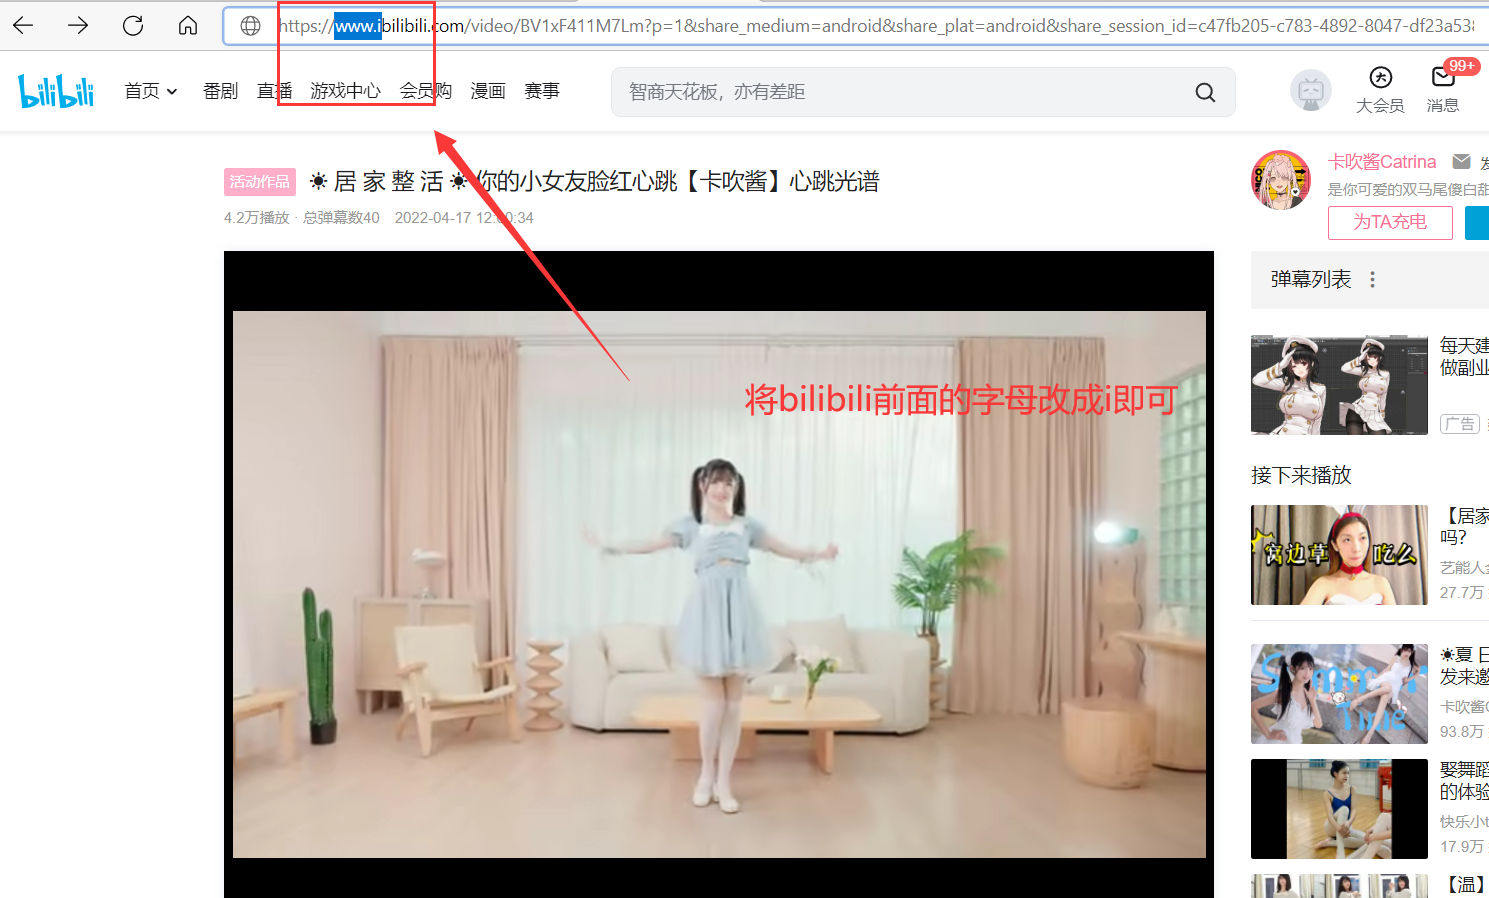 https://www.ibilibili.com/video/BV1xF411M7Lm?p=1&share_medium=android&share_plat=android&share_session_id=c47fb205-c783-4892-8047-df23a538
bilibili 首页 番剧 直播 游戏中心 会员购 漫画 赛事 智商天花板，亦有差距 大会员 99+ 消息
活动作品 ☀居 家 整 活☀你的小女友脸红心跳【卡吹酱】心跳光谱
4.2万播放 · 总弹幕数40 2022-04-17 12:00:34
卡吹酱Catrina 发
是你可爱的双马尾傻白甜
为TA充电
弹幕列表
将bilibili前面的字母改成i即可
每天建
做副业
广告
接下来播放
窝边草 吃么
【居家
吗?
艺能人
27.7万
Summer
Time
☀夏 日
发来邀
卡吹酱
93.8万
娶舞蹈
的体验
快乐小
17.9万
【温】